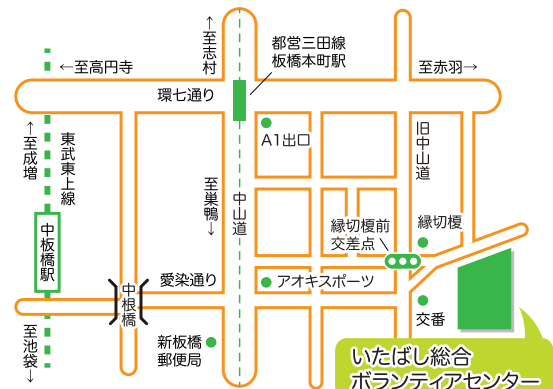 ←至志村
都営三田線
板橋本町駅
←至高円寺
至赤羽→
環七通り
A1出口
旧中山道
←至成増
東武東上線
至巣鴨→
中山道
縁切榎前
交差点
縁切榎
中板橋駅
愛染通り
アオキスポーツ
中根橋
交番
新板橋
郵便局
至池袋→
いたばし総合
ボランティアセンター